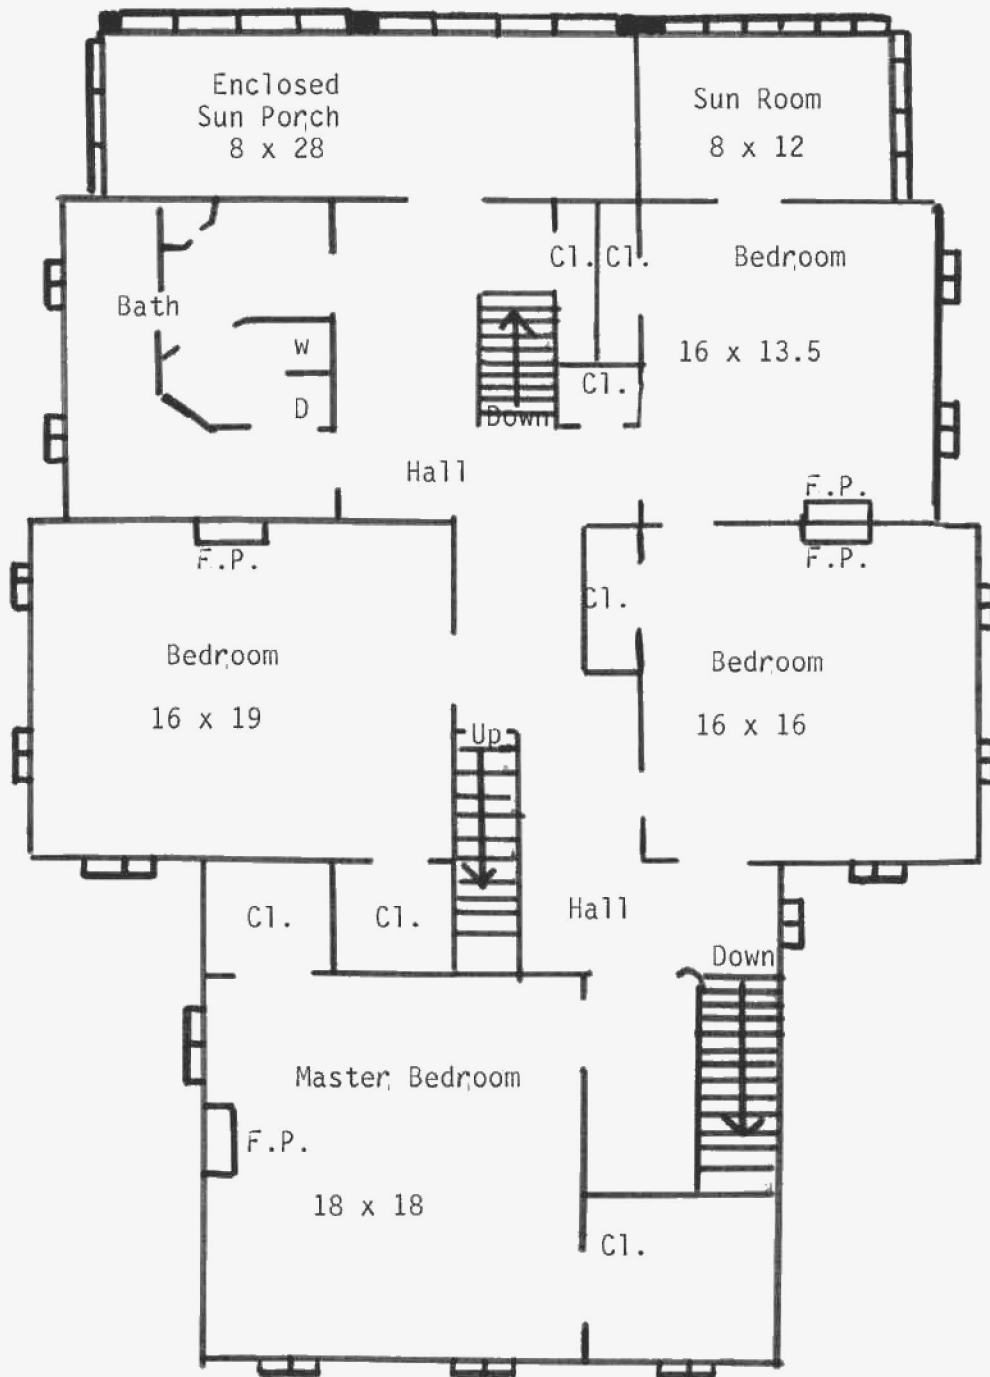 Enclosed
Sun Porch
8 x 28
Sun Room
8 x 12
Cl. Cl.
Bedroom
Bath
W
16 x 13.5
Cl.
D
Down
Hall
F.P.
F.P.
F.P.
Cl.
Bedroom
Bedroom
16 x 19
16 x 16
Up
Cl.
Cl.
Hall
Down
Master Bedroom
F.P.
18 x 18
Cl.